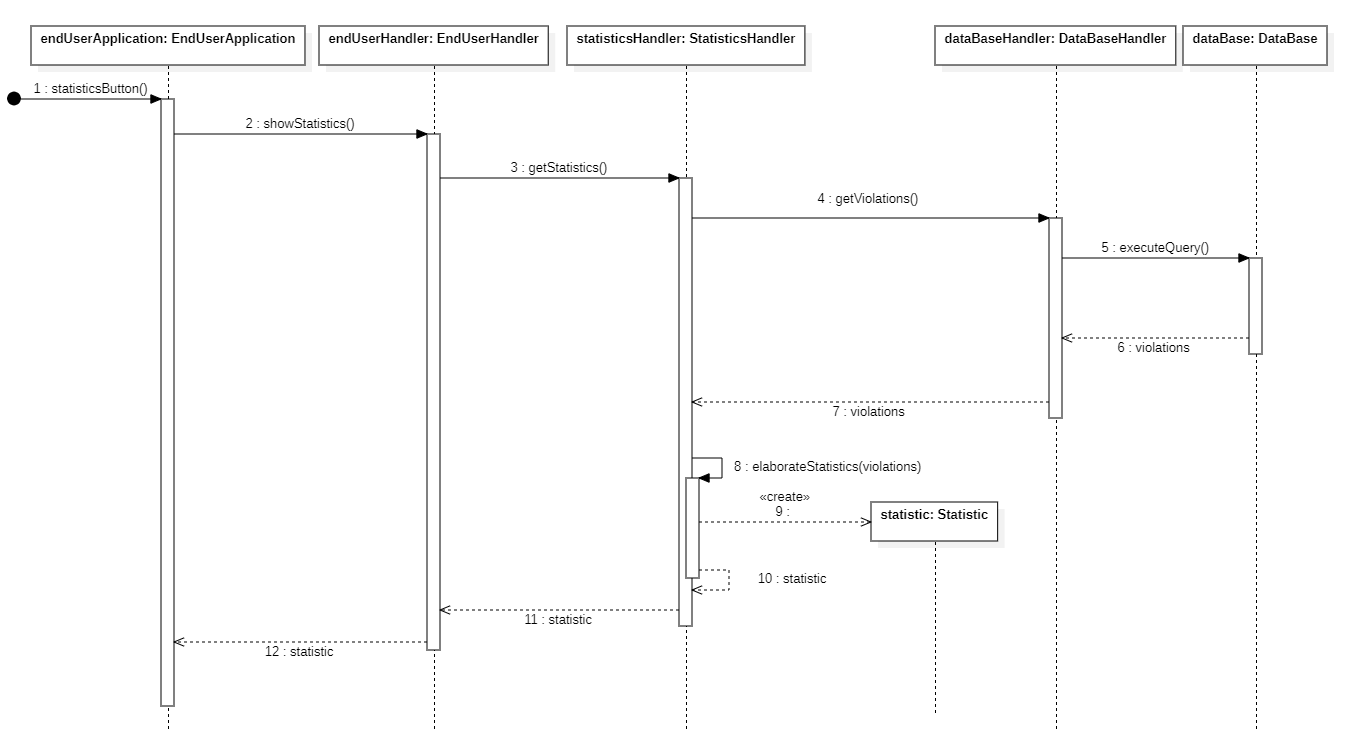 endUserApplication: EndUserApplication
endUserHandler: EndUserHandler
statisticsHandler: StatisticsHandler
dataBaseHandler: DataBaseHandler
dataBase: DataBase
1 : statisticsButton()
2 : showStatistics()
3 : getStatistics()
4 : getViolations()
5 : executeQuery()
6 : violations
7 : violations
8 : elaborateStatistics(violations)
«create»
9 :
statistic: Statistic
10 : statistic
11 : statistic
12 : statistic